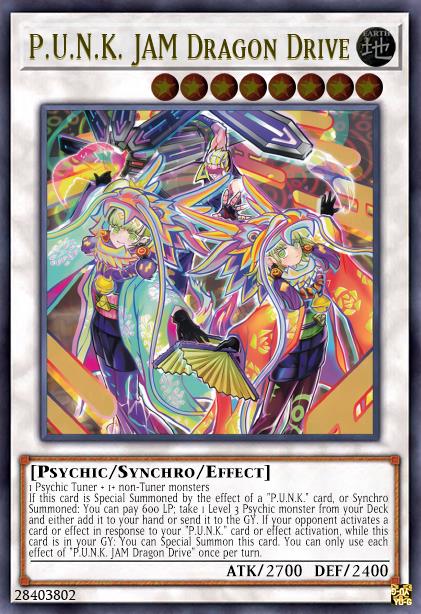 P.U.N.K. JAM Dragon Drive
EARTH
地
[Psychic/Synchro/Effect]
1 Psychic Tuner + 1+ non-Tuner monsters
If this card is Special Summoned by the effect of a "P.U.N.K." card, or Synchro
Summoned: You can pay 600 LP; take 1 Level 3 Psychic monster from your Deck
and either add it to your hand or send it to the GY. If your opponent activates a
card or effect in response to your "P.U.N.K." card or effect activation, while this
card is in your GY: You can Special Summon this card. You can only use each
effect of "P.U.N.K. JAM Dragon Drive" once per turn.
ATK/2700 DEF/2400
28403802